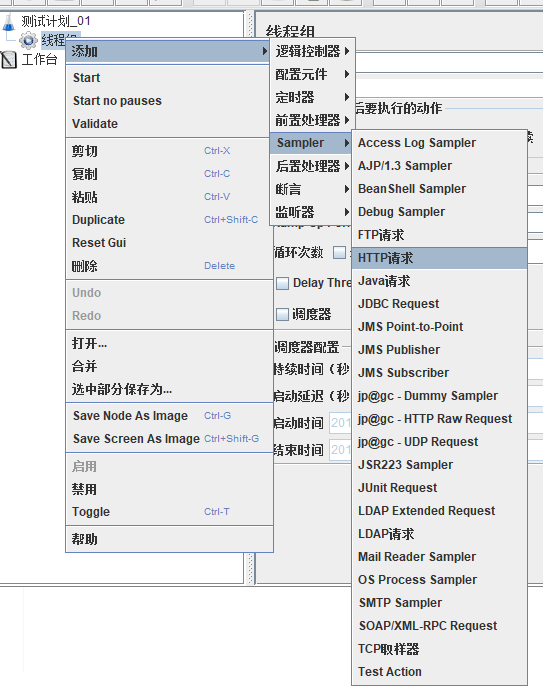 测试计划_01
线程组
工作台
线程组
添加
Start
Start no pauses
Validate
剪切 Ctrl-X
复制 Ctrl-C
粘贴 Ctrl-V
Duplicate Ctrl+Shift-C
Reset Gui
删除 Delete
Undo
Redo
打开...
合并
选中部分保存为...
Save Node As Image Ctrl-G
Save Screen As Image Ctrl+Shift-G
启用
禁用
Toggle Ctrl-T
帮助
逻辑控制器
配置元件
定时器
前置处理器
Sampler
后置处理器
断言
监听器
后要执行的动作
循环次数
Delay Thre
调度器
调度器配置
持续时间（秒
启动延迟（秒
启动时间 201
结束时间 201
Access Log Sampler
AJP/1.3 Sampler
BeanShell Sampler
Debug Sampler
FTP请求
HTTP请求
Java请求
JDBC Request
JMS Point-to-Point
JMS Publisher
JMS Subscriber
jp@gc - Dummy Sampler
jp@gc - HTTP Raw Request
jp@gc - UDP Request
JSR223 Sampler
JUnit Request
LDAP Extended Request
LDAP请求
Mail Reader Sampler
OS Process Sampler
SMTP Sampler
SOAP/XML-RPC Request
TCP取样器
Test Action